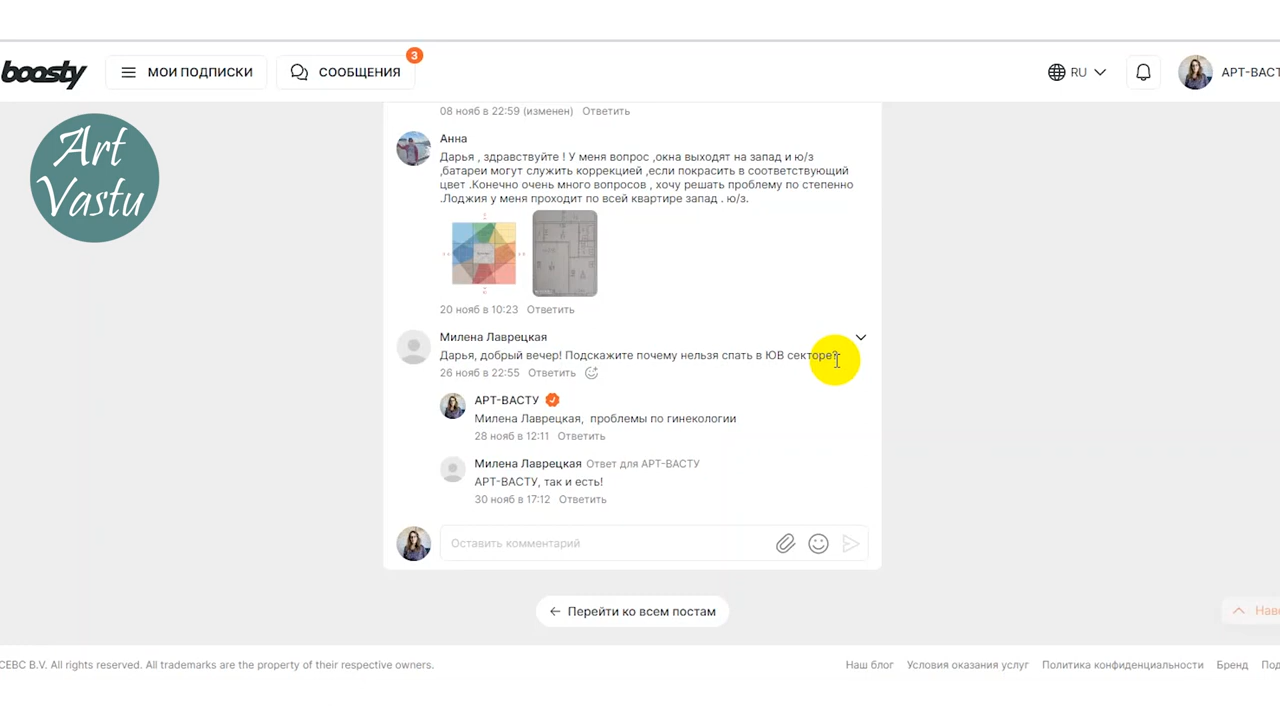 boosty
МОИ ПОДПИСКИ
СООБЩЕНИЯ
3
RU
АРТ-ВАСТ
Art
Vastu
08 нояб в 22:59 (изменен) Ответить
Анна
Дарья , здравствуйте ! У меня вопрос ,окна выходят на запад и ю/з
,батареи могут служить коррекцией ,если покрасить в соответствующий
цвет .Конечно очень много вопросов , хочу решать проблему по степенно
.Лоджия у меня проходит по всей квартире запад . ю/з.
20 нояб в 10:23 Ответить
Милена Лаврецкая
Дарья, добрый вечер! Подскажите почему нельзя спать в ЮВ секторе?
26 нояб в 22:55 Ответить
АРТ-ВАСТУ
Милена Лаврецкая, проблемы по гинекологии
28 нояб в 12:11 Ответить
Милена Лаврецкая Ответ для АРТ-ВАСТУ
АРТ-ВАСТУ, так и есть!
30 нояб в 17:12 Ответить
Оставить комментарий
← Перейти ко всем постам
Наве
CEBC B.V. All rights reserved. All trademarks are the property of their respective owners.
Наш блог Условия оказания услуг Политика конфиденциальности Бренд Под